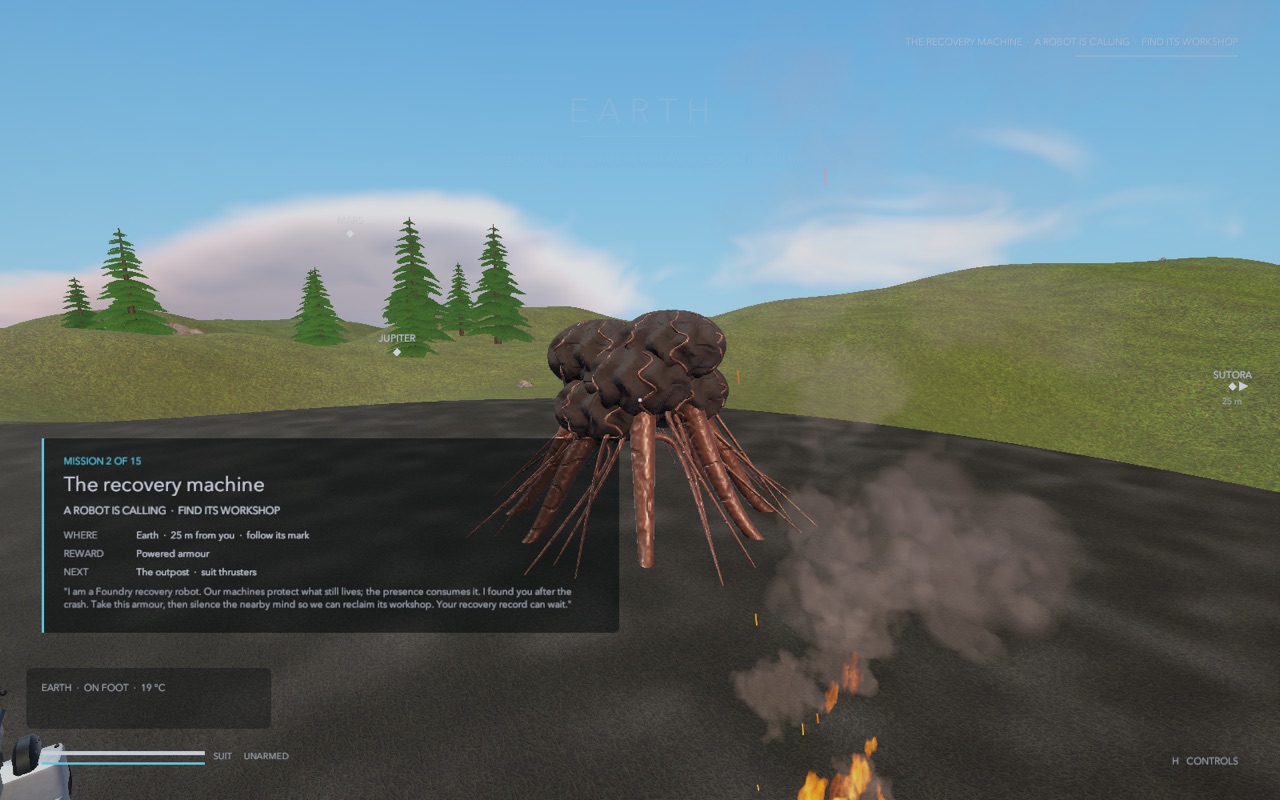 THE RECOVERY MACHINE A ROBOT IS CALLING · FIND ITS WORKSHOP
EARTH
MARS
JUPITER
SUTORA
25 m
MISSION 2 OF 15
The recovery machine
A ROBOT IS CALLING · FIND ITS WORKSHOP
WHERE Earth · 25 m from you · follow its mark
REWARD Powered armour
NEXT The outpost · suit thrusters
"I am a Foundry recovery robot. Our machines protect what still lives; the presence consumes it. I found you after the
crash. Take this armour, then silence the nearby mind so we can reclaim its workshop. Your recovery record can wait."
EARTH · ON FOOT · 19 °C
SUIT UNARMED
H CONTROLS